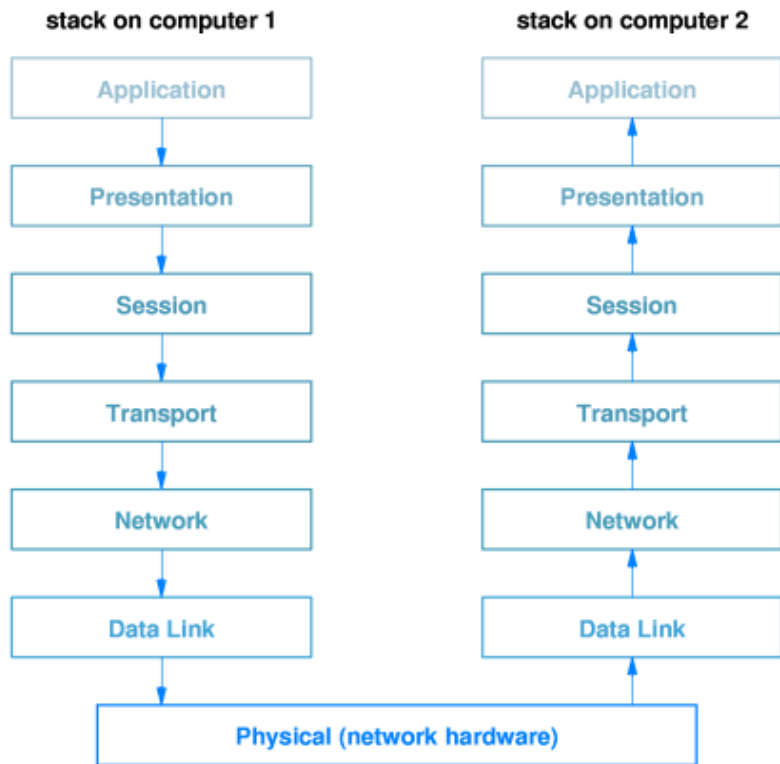 stack on computer 1
stack on computer 2
Application
Application
Presentation
Presentation
Session
Session
Transport
Transport
Network
Network
Data Link
Data Link
Physical (network hardware)